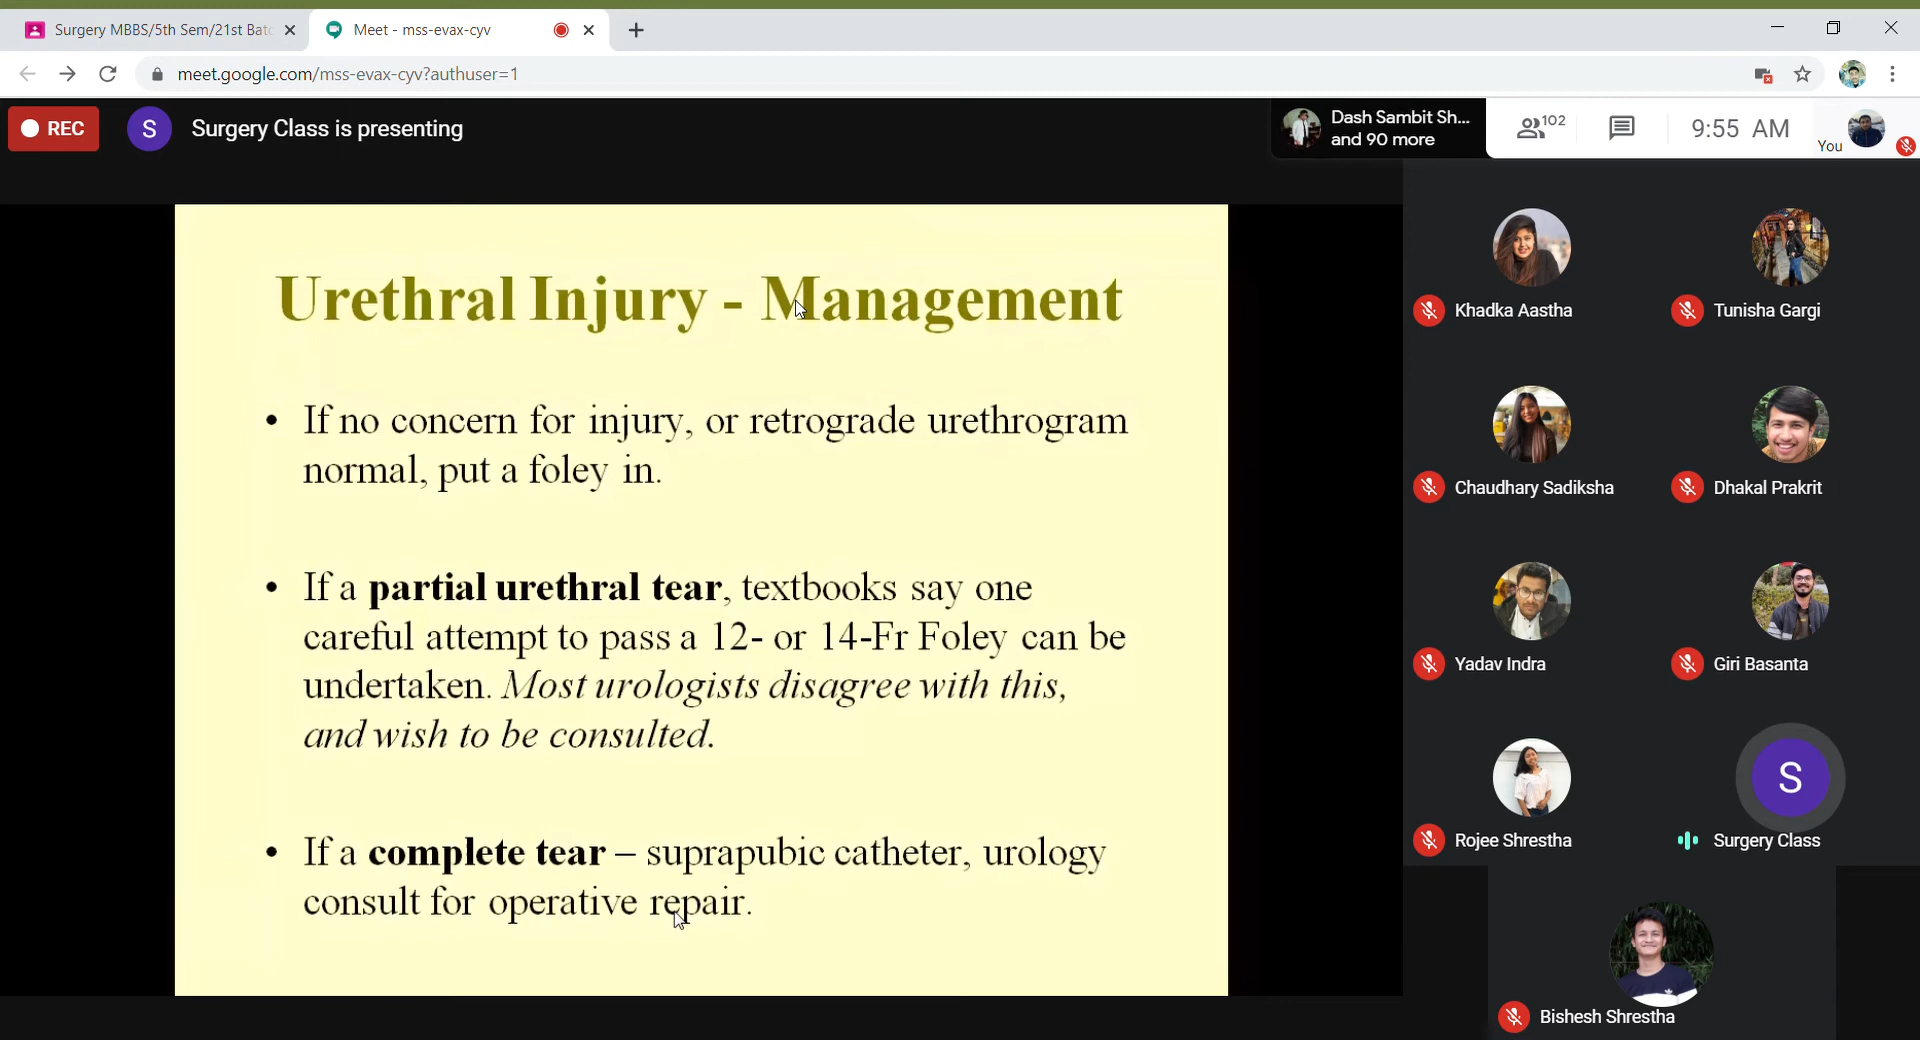 Surgery MBBS/5th Sem/21st Batc
Meet - mss-evax-cyv
meet.google.com/mss-evax-cyv?authuser=1
REC
S
Surgery Class is presenting
Dash Sambit Sh...
and 90 more
102
9:55 AM
You
Urethral Injury - Management
• If no concern for injury, or retrograde urethrogram
normal, put a foley in.
• If a partial urethral tear, textbooks say one
careful attempt to pass a 12- or 14-Fr Foley can be
undertaken. Most urologists disagree with this,
and wish to be consulted.
• If a complete tear – suprapubic catheter, urology
consult for operative repair.
Khadka Aastha
Tunisha Gargi
Chaudhary Sadiksha
Dhakal Prakrit
Yadav Indra
Giri Basanta
Rojee Shrestha
S
Surgery Class
Bishesh Shrestha